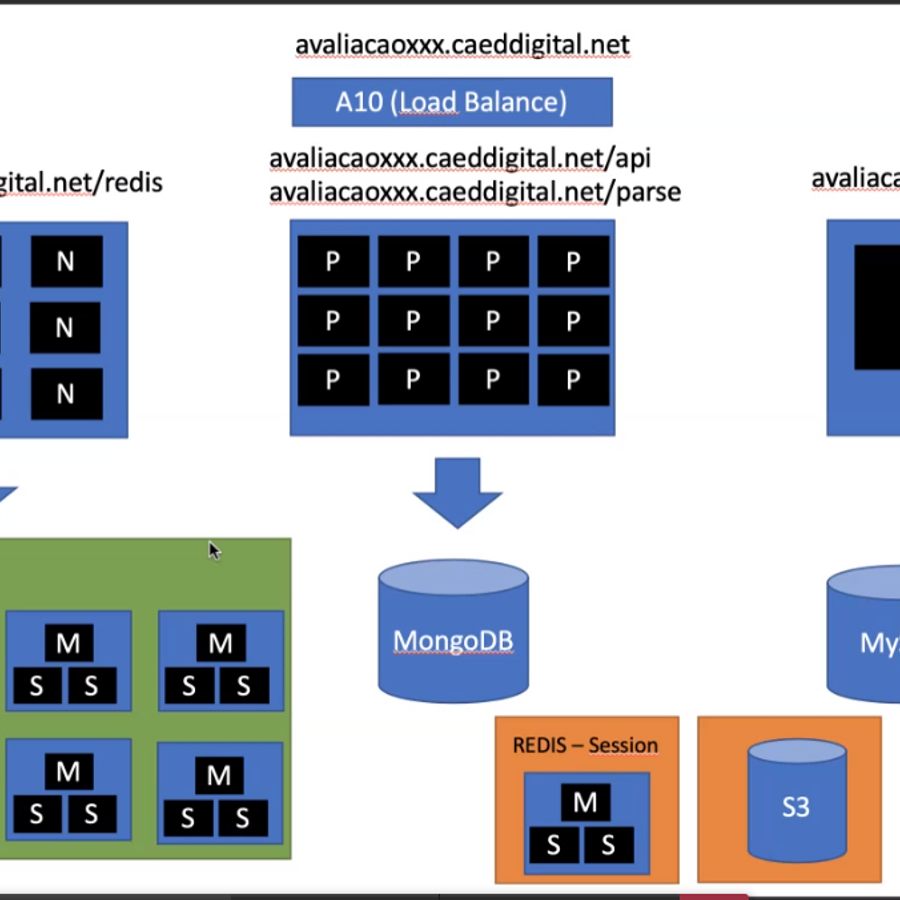 avaliacaoxxx.caeddigital.net
A10 (Load Balance)
avaliacaoxxx.caeddigital.net/api
avaliacaoxxx.caeddigital.net/parse
gital.net/redis
avaliaca
N
N
N
P P P P
P P P P
P P P P
MongoDB
My
M
S S
M
S S
M
S S
M
S S
REDIS – Session
M
S S
S3